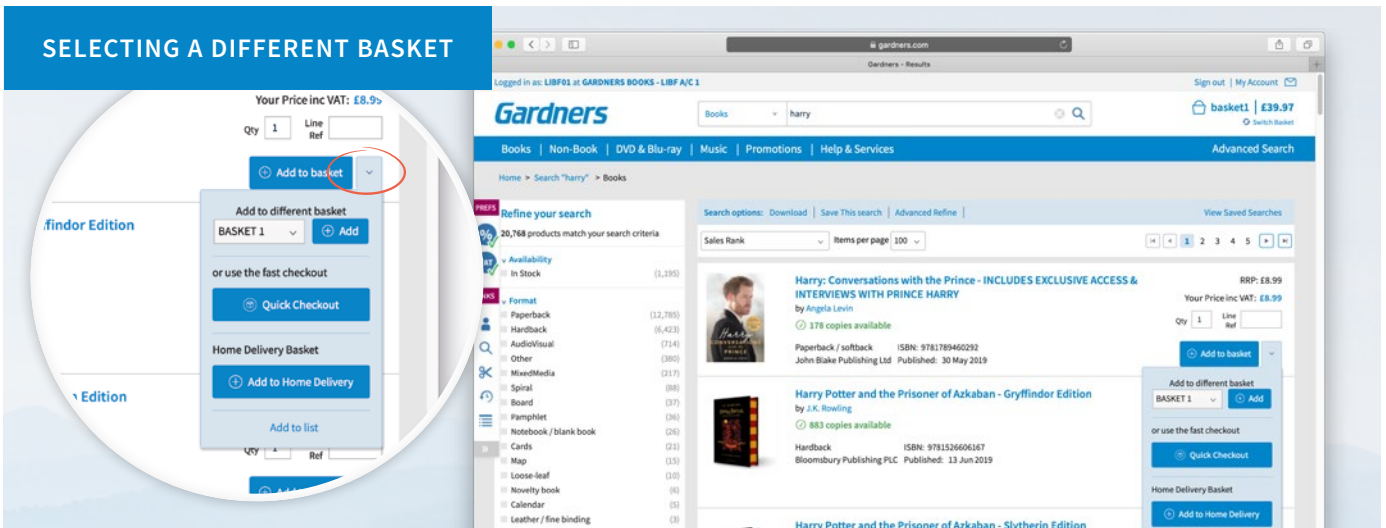 SELECTING A DIFFERENT BASKET
Your Price inc VAT: £8.95
Qty 1 Line Ref
Add to basket
findor Edition
Add to different basket
BASKET 1 Add
or use the fast checkout
Quick Checkout
Home Delivery Basket
Add to Home Delivery
Edition
Add to list
Qty 1 Ref
gardners.com
Gardners - Results
Logged in as: LIBF01 at GARDNERS BOOKS - LIBF A/C 1
Sign out | My Account
Gardners
Books harry
basket1 | £39.97
Switch Basket
Books | Non-Book | DVD & Blu-ray | Music | Promotions | Help & Services
Advanced Search
Home > Search "harry" > Books
PREFS
Refine your search
20,768 products match your search criteria
Availability
In Stock (1,195)
Format
Paperback (12,785)
Hardback (6,423)
AudioVisual (714)
Other (380)
MixedMedia (217)
Spiral (88)
Board (37)
Pamphlet (36)
Notebook / blank book (26)
Cards (21)
Map (15)
Loose-leaf (10)
Novelty book (6)
Calendar (5)
Leather / fine binding (3)
Search options: Download | Save This search | Advanced Refine |
View Saved Searches
Sales Rank Items per page 100
1 2 3 4 5
Harry: Conversations with the Prince - INCLUDES EXCLUSIVE ACCESS &
INTERVIEWS WITH PRINCE HARRY
by Angela Levin
178 copies available
Paperback / softback ISBN: 9781789460292
John Blake Publishing Ltd Published: 30 May 2019
RRP: £8.99
Your Price inc VAT: £8.99
Qty 1 Line Ref
Add to basket
Harry Potter and the Prisoner of Azkaban - Gryffindor Edition
by J.K. Rowling
883 copies available
Hardback ISBN: 9781526606167
Bloomsbury Publishing PLC Published: 13 Jun 2019
Add to different basket
BASKET 1 Add
or use the fast checkout
Quick Checkout
Home Delivery Basket
Add to Home Delivery
Harry Potter and the Prisoner of Azkaban - Slytherin Edition